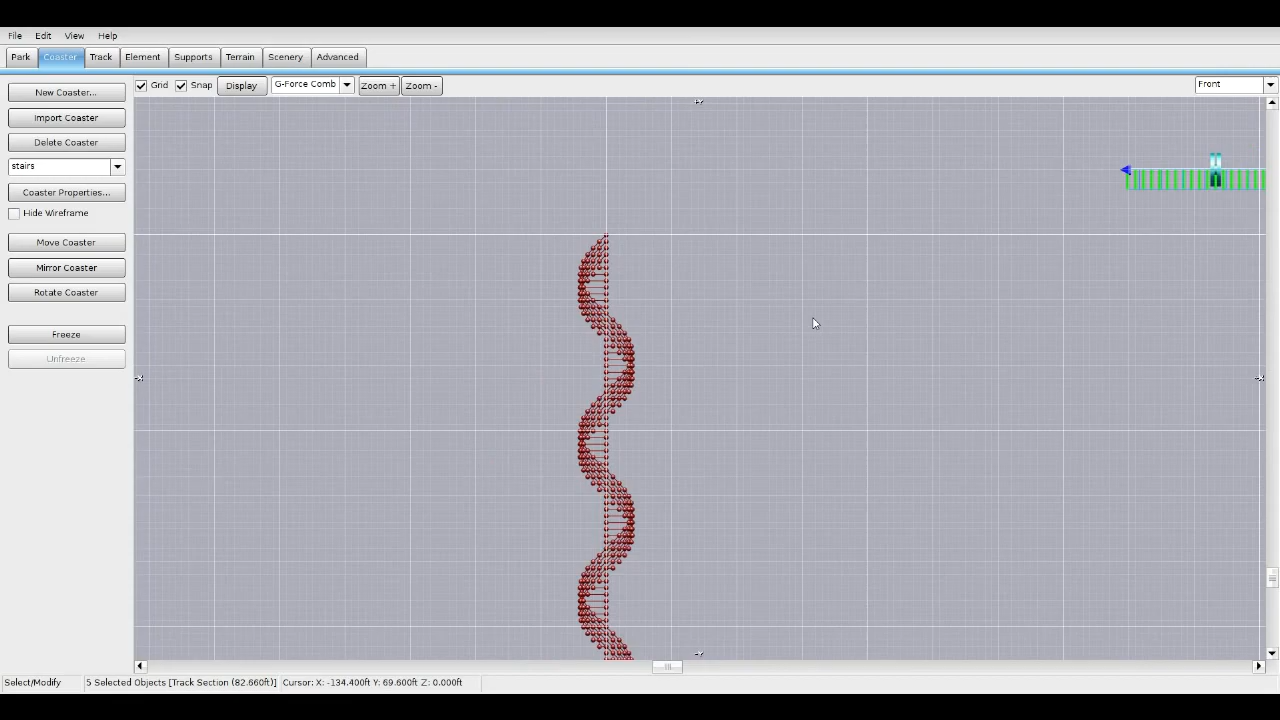 File Edit View Help
Park Coaster Track Element Supports Terrain Scenery Advanced
New Coaster... Grid Snap Display G-Force Comb Zoom + Zoom - Front
Import Coaster
Delete Coaster
stairs
Coaster Properties...
Hide Wireframe
Move Coaster
Mirror Coaster
Rotate Coaster
Freeze
Unfreeze
Select/Modify 5 Selected Objects [Track Section (82.660ft] Cursor: X: -134.400ft Y: 69.600ft Z: 0.000ft